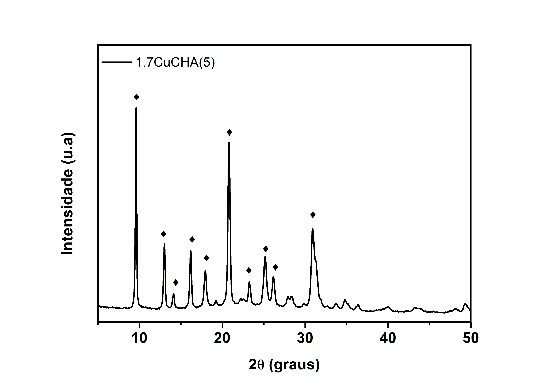 1.7CuCHA(5)
Intensidade (u.a)
10 20 30 40 50
2θ (graus)